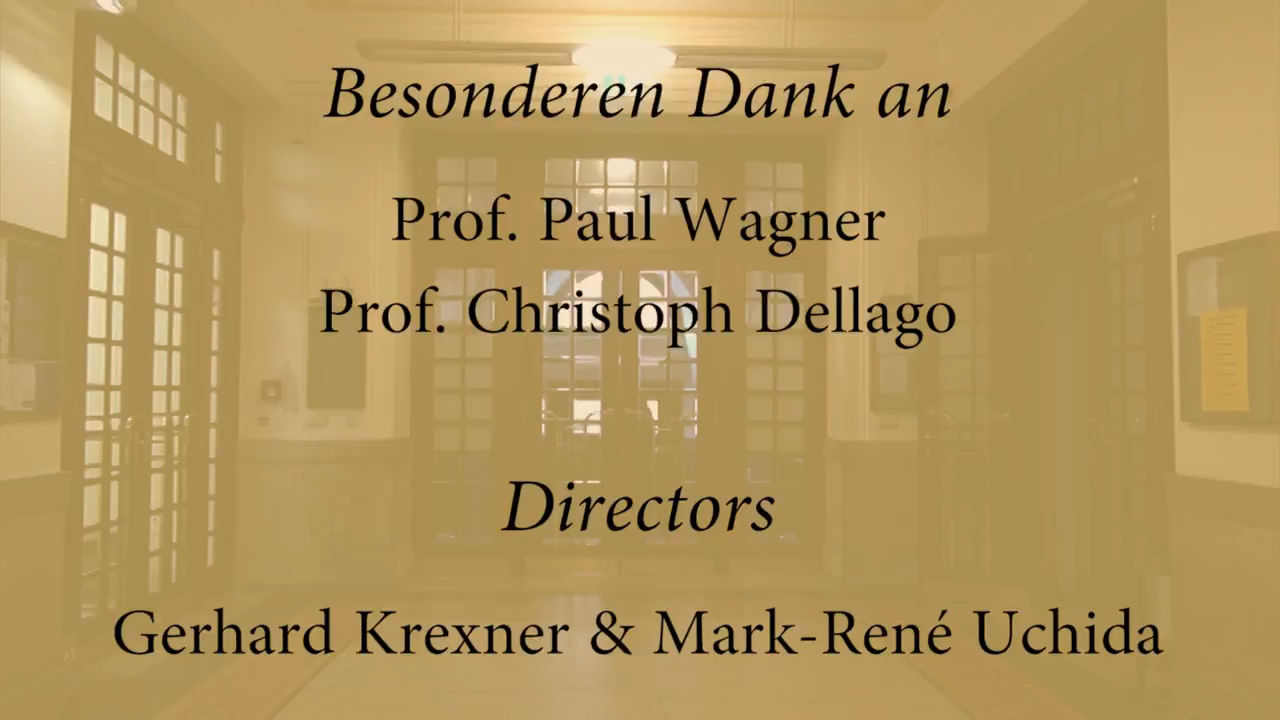 Besonderen Dank an
Prof. Paul Wagner
Prof. Christoph Dellago
Directors
Gerhard Krexner & Mark-René Uchida